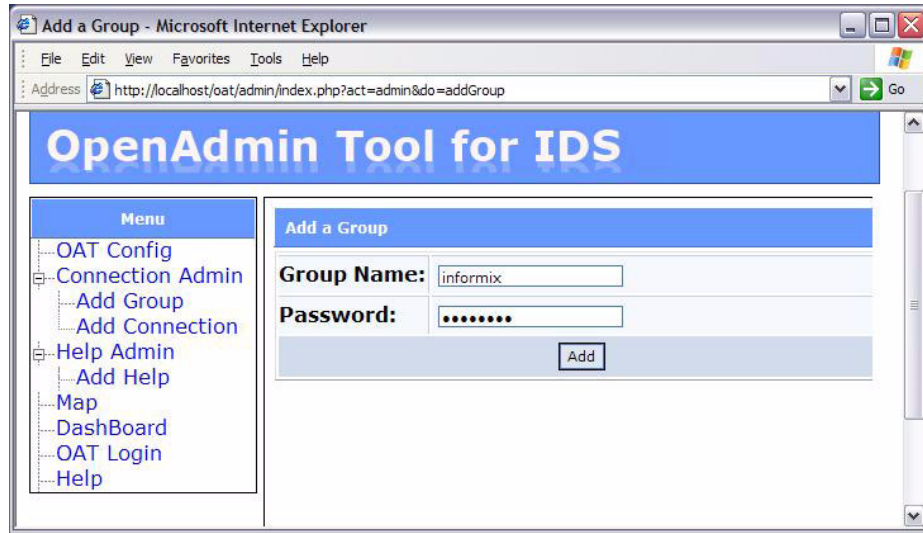 Add a Group - Microsoft Internet Explorer
File Edit View Favorites Tools Help
Address http://localhost/oat/admin/index.php?act=admin&do=addGroup Go
OpenAdmin Tool for IDS
Menu
OAT Config
Connection Admin
Add Group
Add Connection
Help Admin
Add Help
Map
DashBoard
OAT Login
Help
Add a Group
Group Name: informix
Password: ••••••••
Add